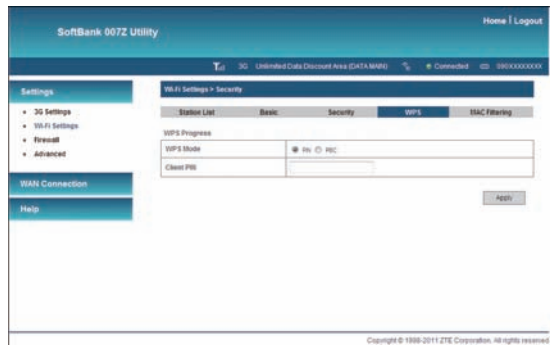 Home | Logout
SoftBank 007Z Utility
3G Unlimited Data Discount Area (DATA MAIN) Connected 080XXXXXXXX
Settings
3G Settings
Wi-Fi Settings
Firewall
Advanced
WAN Connection
Help
Wi-Fi Settings > Security
Station List Basic Security WPS MAC Filtering
WPS Progress
WPS Mode PIN PBC
Client PIN
Apply
Copyright © 1998-2011 ZTE Corporation. All rights reserved